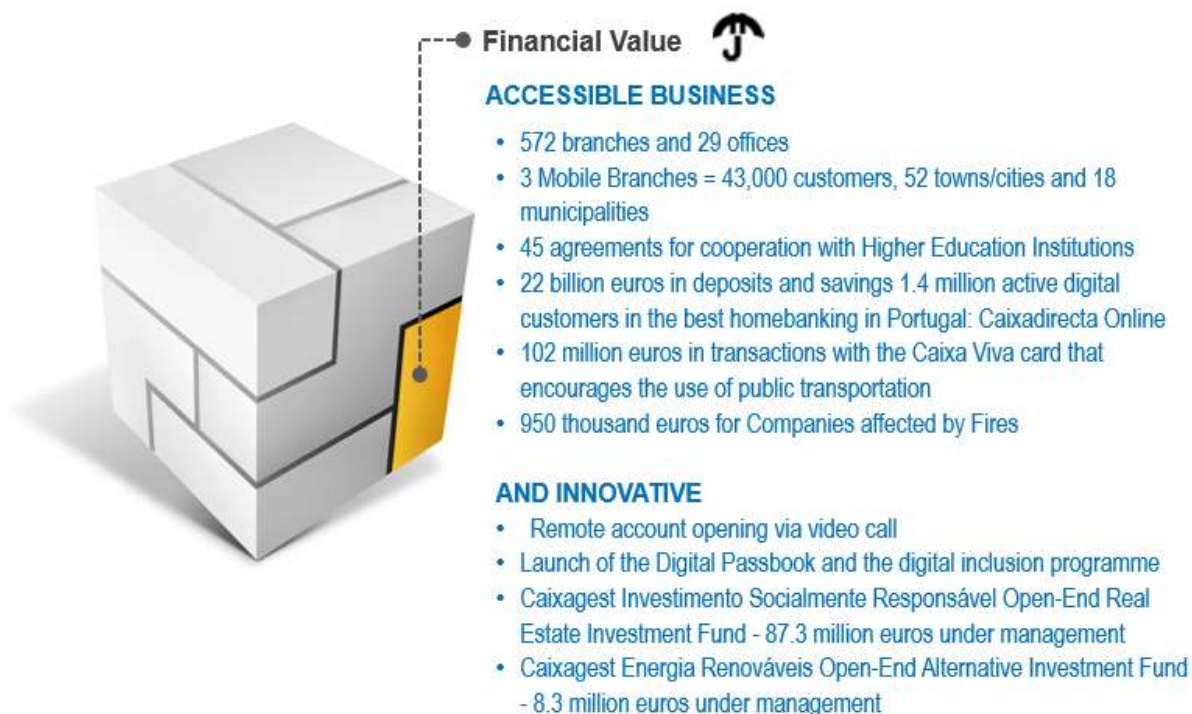 Financial Value
ACCESSIBLE BUSINESS
• 572 branches and 29 offices
• 3 Mobile Branches = 43,000 customers, 52 towns/cities and 18
municipalities
• 45 agreements for cooperation with Higher Education Institutions
• 22 billion euros in deposits and savings 1.4 million active digital
customers in the best homebanking in Portugal: Caixadirecta Online
• 102 million euros in transactions with the Caixa Viva card that
encourages the use of public transportation
• 950 thousand euros for Companies affected by Fires
AND INNOVATIVE
• Remote account opening via video call
• Launch of the Digital Passbook and the digital inclusion programme
• Caixagest Investimento Socialmente Responsável Open-End Real
Estate Investment Fund - 87.3 million euros under management
• Caixagest Energia Renováveis Open-End Alternative Investment Fund
- 8.3 million euros under management